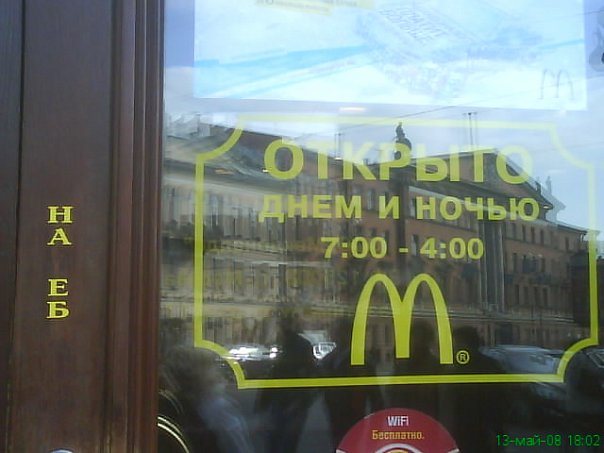 ОТКРЫТО
ДНЕМ И НОЧЬЮ
7:00 - 4:00
®
НА
ЕБ
WiFi
Бесплатно.
13-май-08 18:02